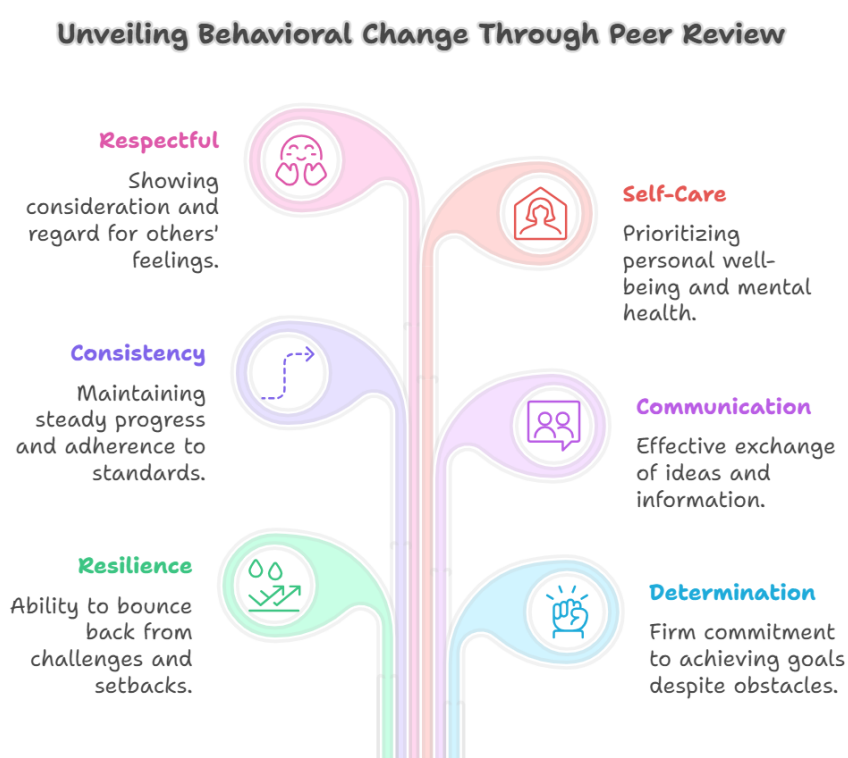 Unveiling Behavioral Change Through Peer Review
Respectful
Showing
consideration and
regard for others'
feelings.
Self-Care
Prioritizing
personal well-
being and mental
health.
Consistency
Maintaining
steady progress
and adherence to
standards.
Communication
Effective exchange
of ideas and
information.
Resilience
Ability to bounce
back from
challenges and
setbacks.
Determination
Firm commitment
to achieving goals
despite obstacles.